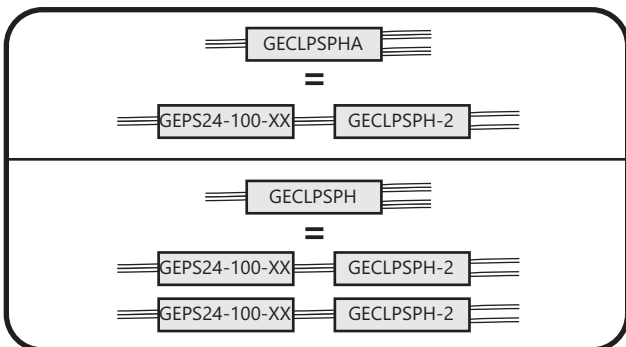 GECLPSPHA
=
GEPS24-100-XX GECLPSPH-2
GECLPSPH
=
GEPS24-100-XX GECLPSPH-2
GEPS24-100-XX GECLPSPH-2